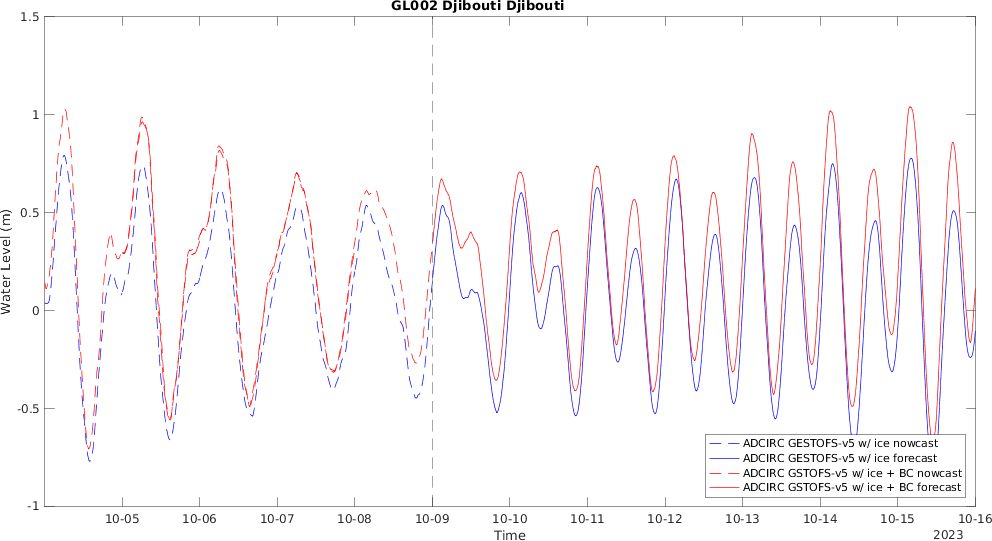 GL002 Djibouti Djibouti
1.5
1
0.5
0
-0.5
-1
Water Level (m)
10-05 10-06 10-07 10-08 10-09 10-10 10-11 10-12 10-13 10-14 10-15 10-16
Time
2023
ADCIRC GESTOFS-v5 w/ ice nowcast
ADCIRC GESTOFS-v5 w/ ice forecast
ADCIRC GSTOFS-v5 w/ ice + BC nowcast
ADCIRC GSTOFS-v5 w/ ice + BC forecast